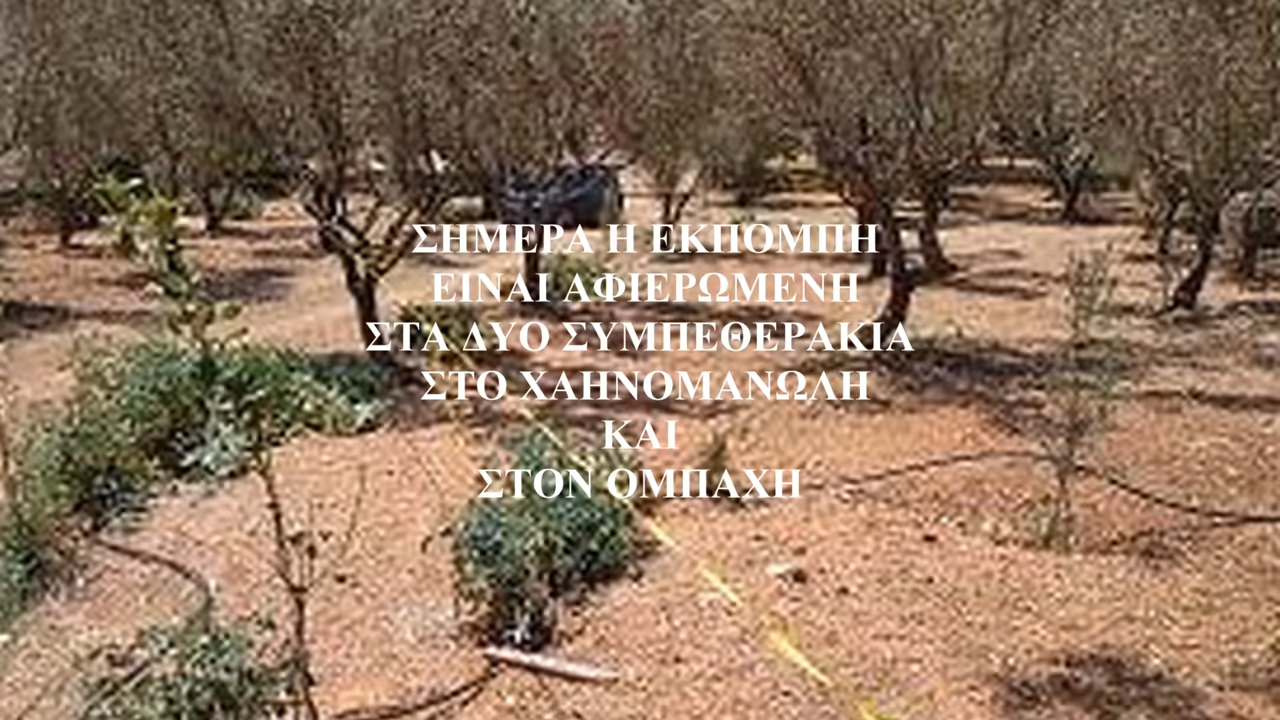 ΣΗΜΕΡΑ Η ΕΚΠΟΜΠΗ
ΕΙΝΑΙ ΑΦΙΕΡΩΜΕΝΗ
ΣΤΑ ΔΥΟ ΣΥΜΠΕΘΕΡΑΚΙΑ
ΣΤΟ ΧΑΗΝΟΜΑΝΩΛΗ
ΚΑΙ
ΣΤΟΝ ΟΜΠΑΧΗ